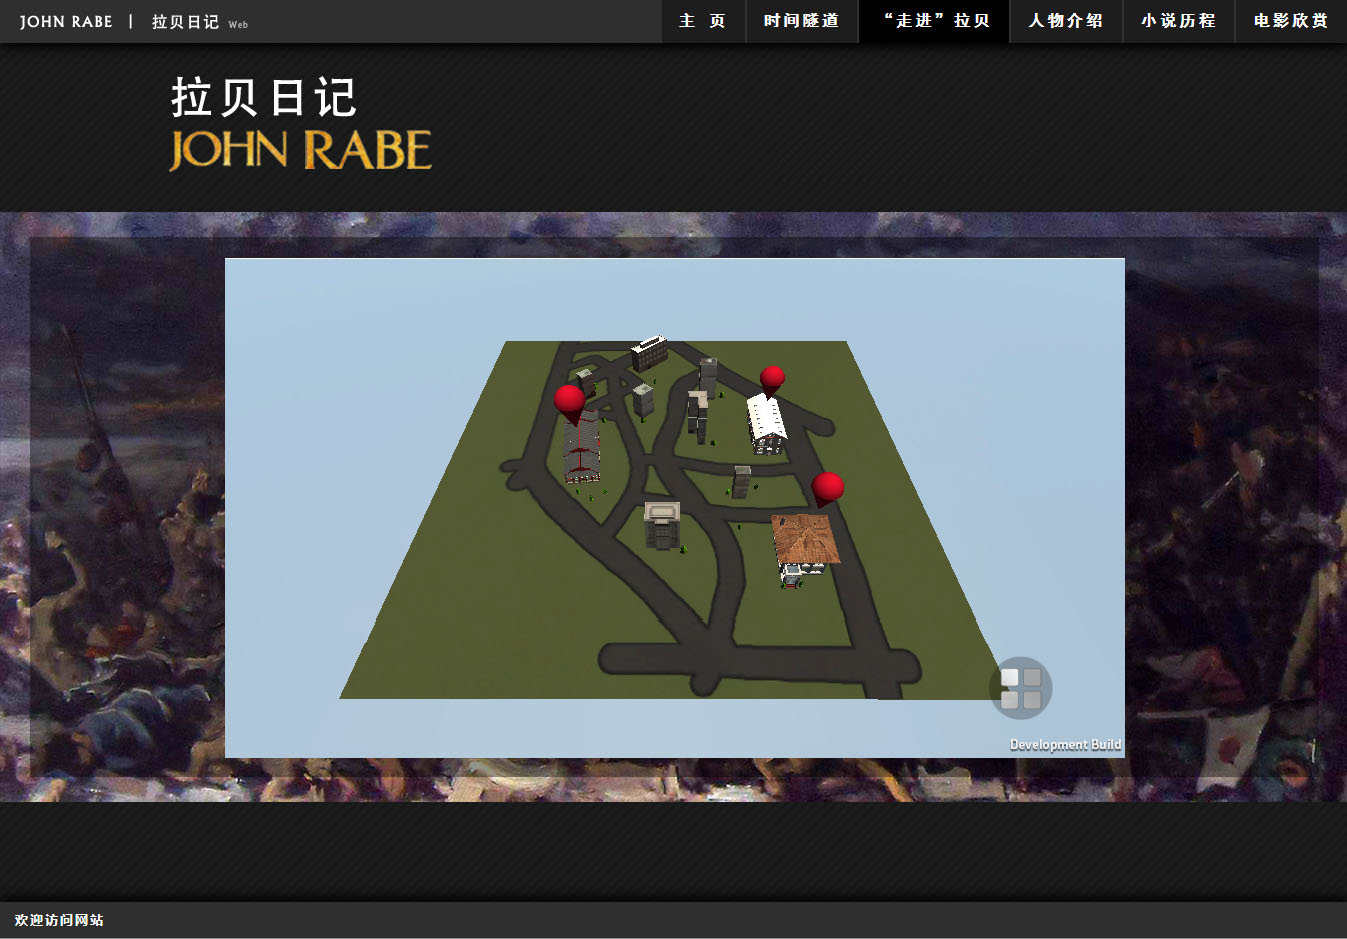 JOHN RABE | 拉贝日记 Web
主 页
时间隧道
“走进”拉贝
人物介绍
小说历程
电影欣赏
拉贝日记
JOHN RABE
Development Build
欢迎访问网站